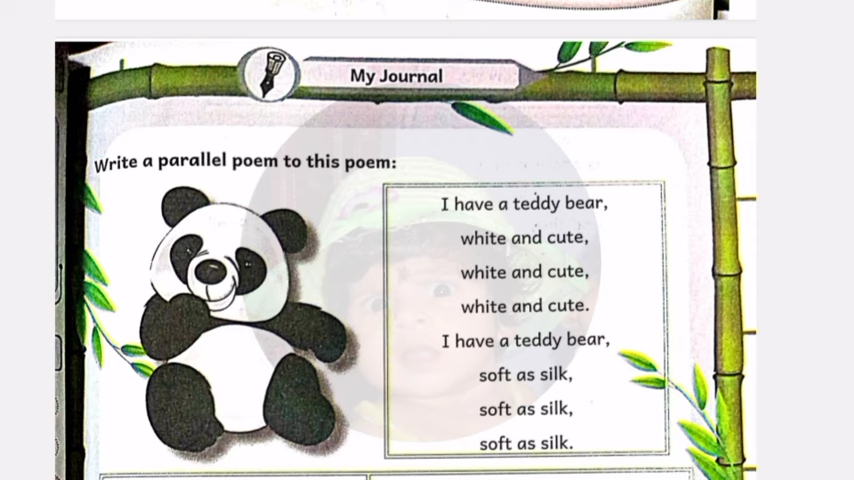 My Journal
Write a parallel poem to this poem:
I have a teddy bear,
white and cute,
white and cute,
white and cute.
I have a teddy bear,
soft as silk,
soft as silk,
soft as silk.